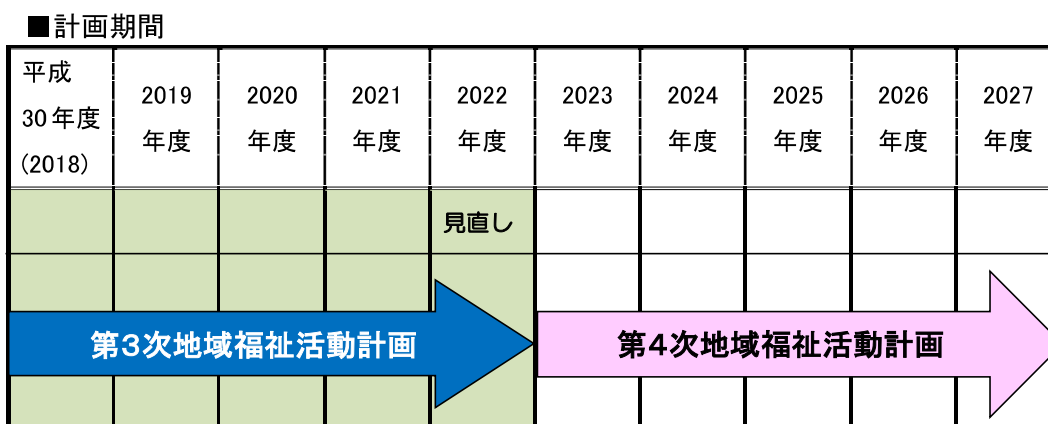 ■計画期間
平成
30年度
(2018)
2019
年度
2020
年度
2021
年度
2022
年度
2023
年度
2024
年度
2025
年度
2026
年度
2027
年度
見直し
第3次地域福祉活動計画
第4次地域福祉活動計画